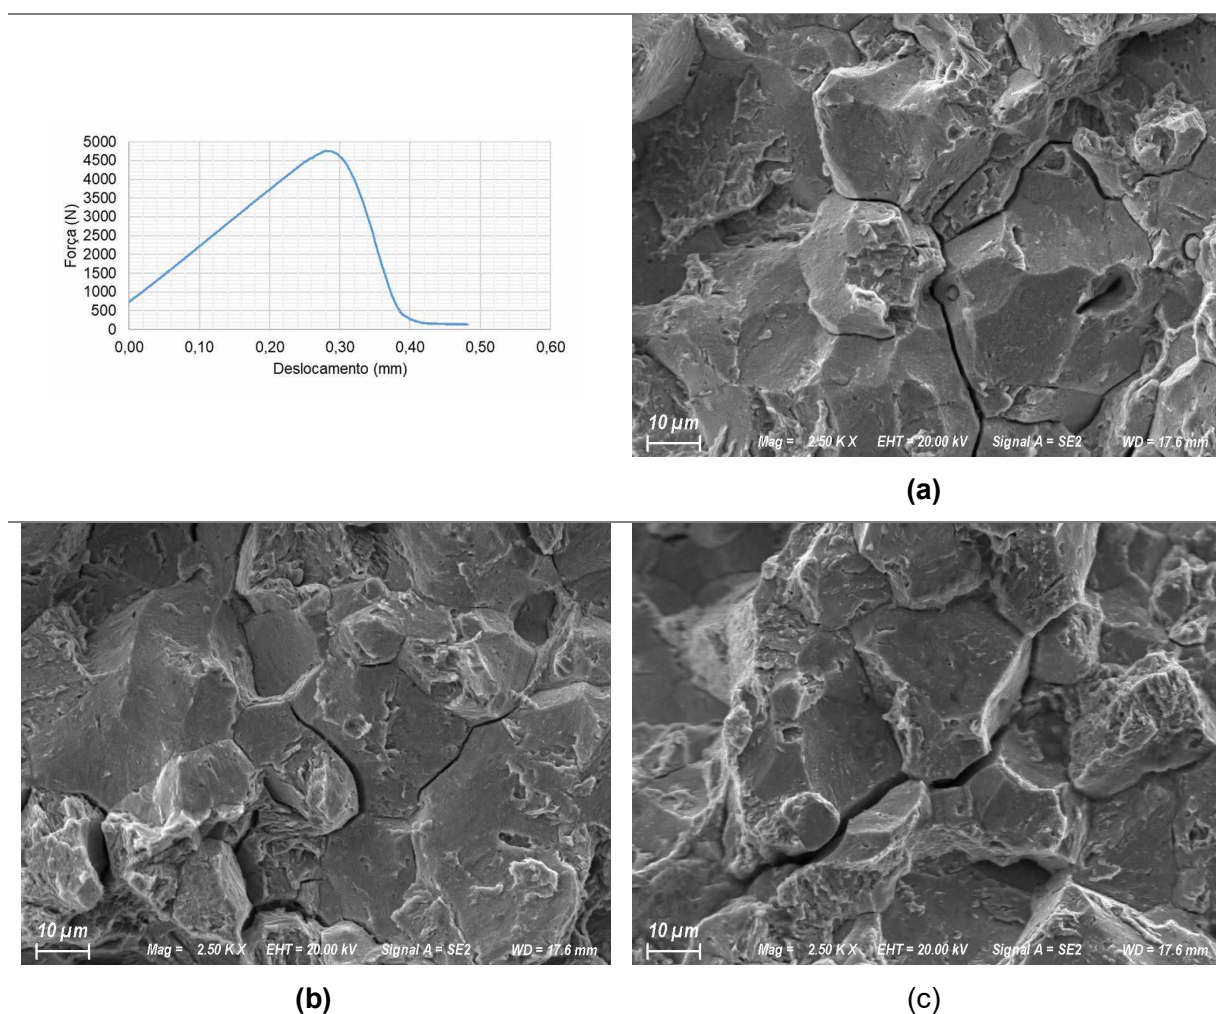 5000
4500
4000
3500
3000
2500
2000
1500
1000
500
0
Força (N)
0,00 0,10 0,20 0,30 0,40 0,50 0,60
Deslocamento (mm)
10 µm
Mag = 2.50 K X EHT = 20.00 kV Signal A = SE2 WD = 17.6 mm
(a)
10 µm
Mag = 2.50 K X EHT = 20.00 kV Signal A = SE2 WD = 17.6 mm
(b)
10 µm
Mag = 2.50 K X EHT = 20.00 kV Signal A = SE2 WD = 17.6 mm
(c)